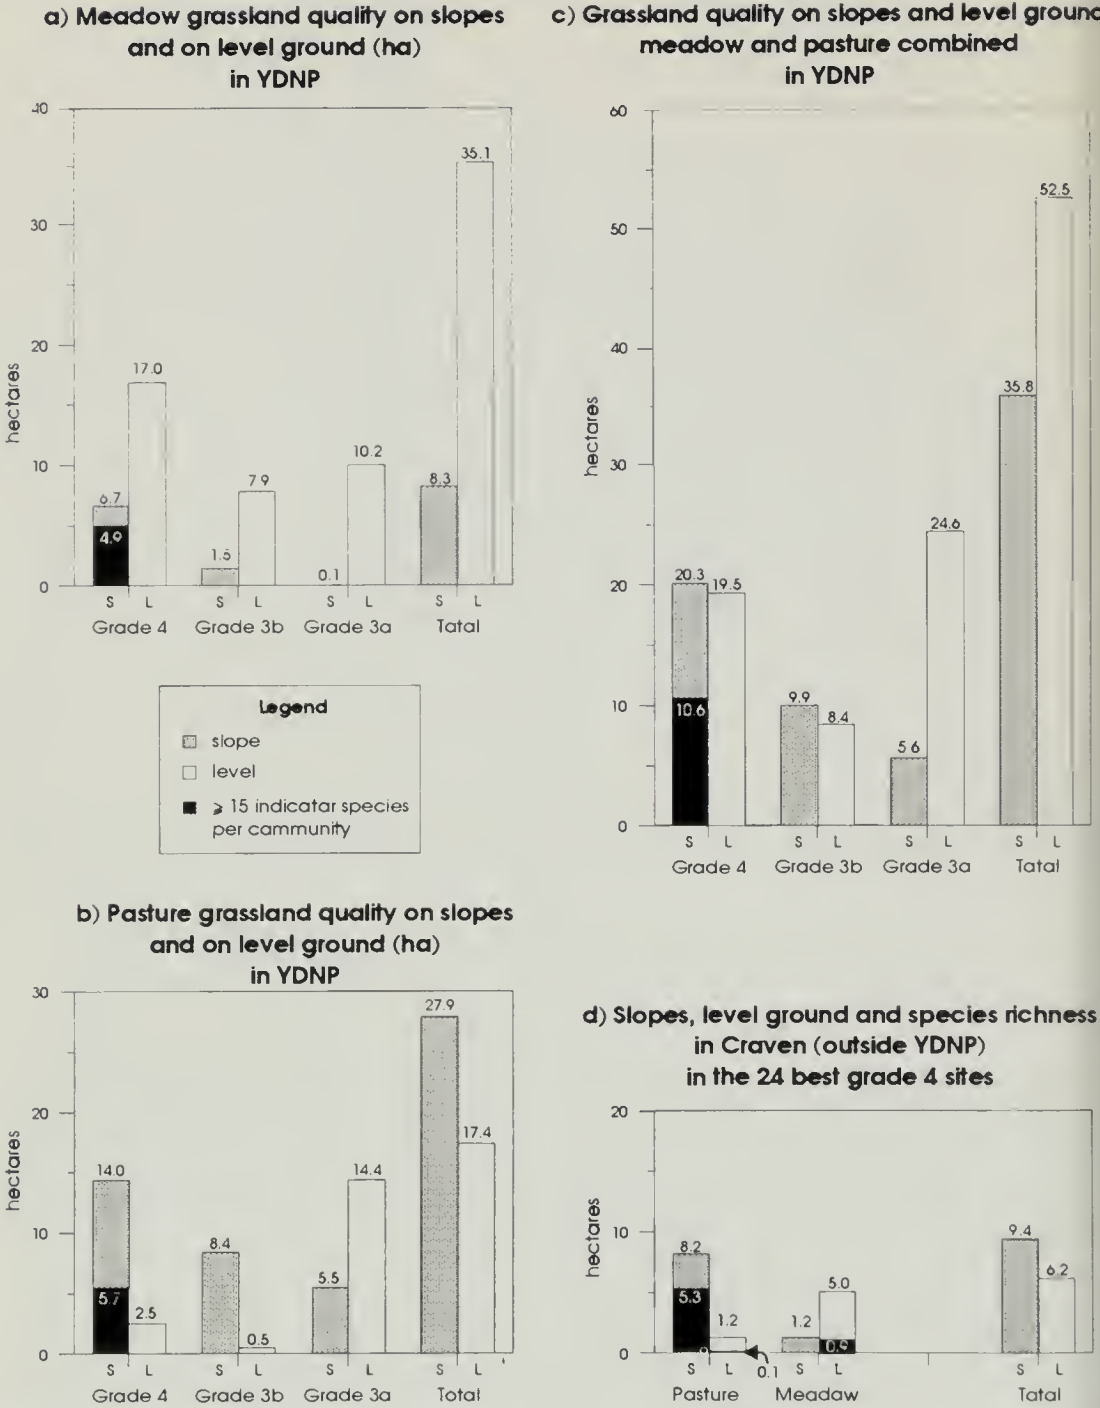 a) Meadow grassland quality on slopes
and on level ground (ha)
in YDNP
40
30
20
10
0
hectares
6.7
4.9
17.0
1.5
7.9
0.1
10.2
8.3
35.1
S L S L S L S L
Grade 4 Grade 3b Grade 3a Tatal
Legend
slope
level
⩾ 15 indicatar species
per cammunity
b) Pasture grassland quality on slopes
and on level ground (ha)
in YDNP
30
20
10
0
hectares
14.0
5.7
2.5
8.4
0.5
5.5
14.4
27.9
17.4
S L S L S L S L
Grade 4 Grade 3b Grade 3a Total
c) Grassland quality on slopes and level ground
meadow and pasture combined
in YDNP
60
50
40
30
20
10
0
hectares
20.3
10.6
19.5
9.9
8.4
5.6
24.6
35.8
52.5
S L S L S L S L
Grade 4 Grade 3b Grade 3a Tatal
d) Slopes, level ground and species richness
in Craven (outside YDNP)
in the 24 best grade 4 sites
20
10
0
hectares
8.2
5.3
1.2
0.1
1.2
5.0
0.9
9.4
6.2
S L S L S L
Pasture Meadaw Tatal